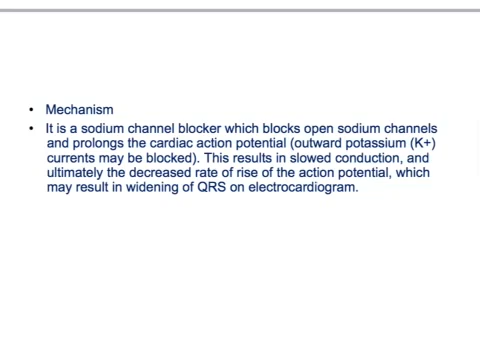 • Mechanism
• It is a sodium channel blocker which blocks open sodium channels
and prolongs the cardiac action potential (outward potassium (K+)
currents may be blocked). This results in slowed conduction, and
ultimately the decreased rate of rise of the action potential, which
may result in widening of QRS on electrocardiogram.